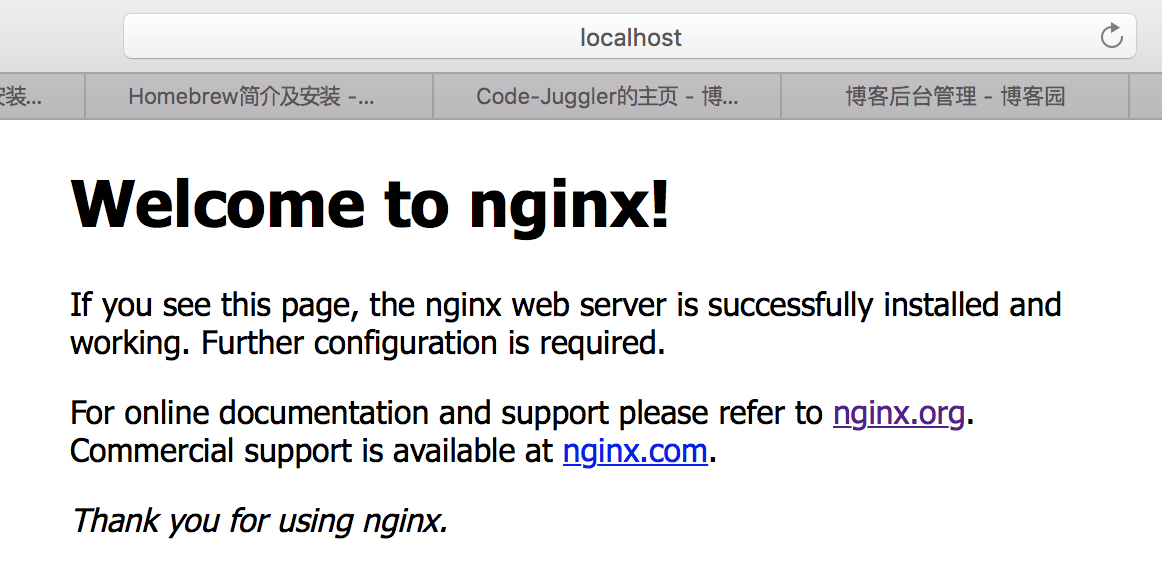 localhost
安装...
Homebrew简介及安装 -...
Code-Juggler的主页 - 博...
博客后台管理 - 博客园
Welcome to nginx!
If you see this page, the nginx web server is successfully installed and
working. Further configuration is required.
For online documentation and support please refer to nginx.org.
Commercial support is available at nginx.com.
Thank you for using nginx.